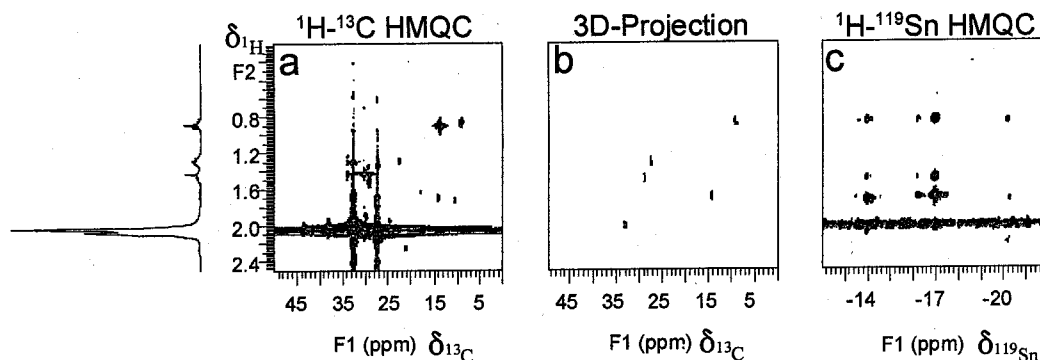 ¹H-¹³C HMQC 3D-Projection ¹H-¹¹⁹Sn HMQC
δ¹H
F2
a b c
0.8
1.2
1.6
2.0
2.4
45 35 25 15 5 45 35 25 15 5 -14 -17 -20
F1 (ppm) δ¹³C F1 (ppm) δ¹³C F1 (ppm) δ¹¹⁹Sn